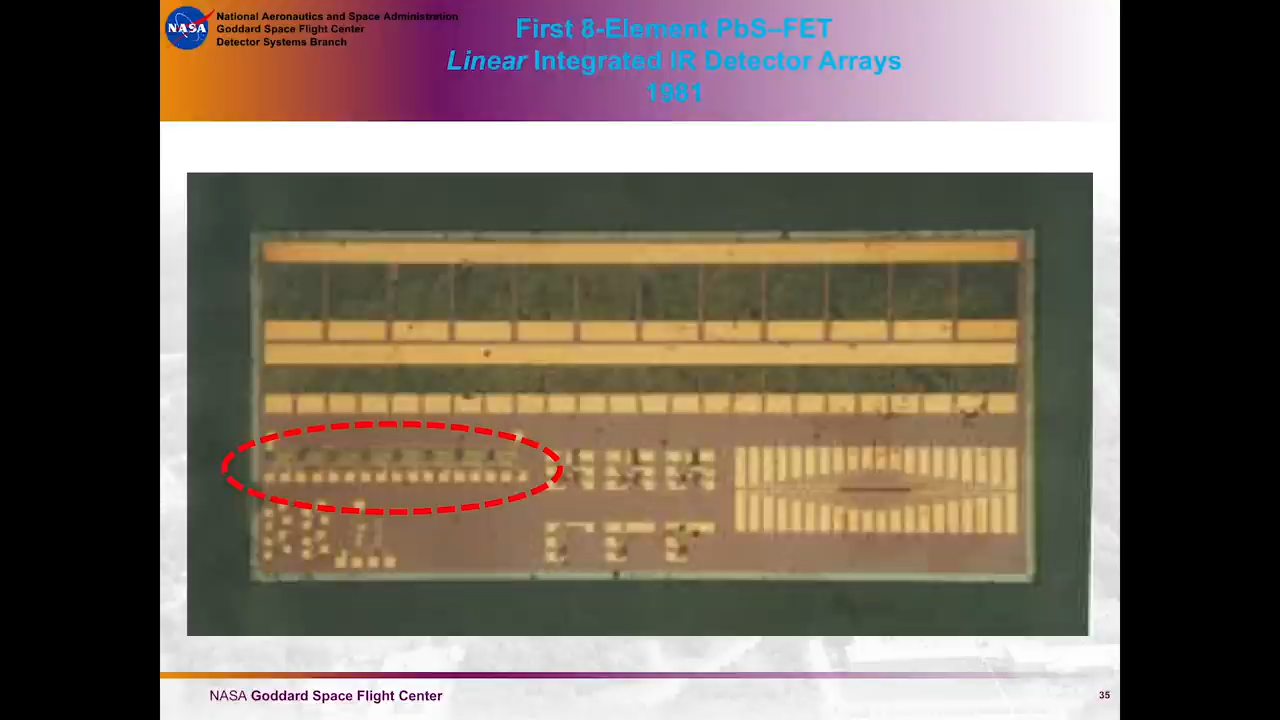 NASA
National Aeronautics and Space Administration
Goddard Space Flight Center
Detector Systems Branch
First 8-Element PbS–FET
Linear Integrated IR Detector Arrays
1981
NASA Goddard Space Flight Center
35